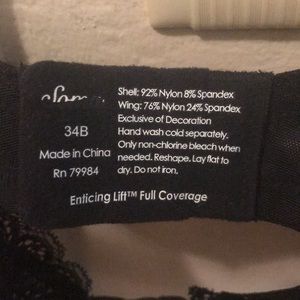 Soma
34B
Made in China
Rn 79984
Shell: 92% Nylon 8% Spandex
Wing: 76% Nylon 24% Spandex
Exclusive of Decoration
Hand wash cold separately.
Only non-chlorine bleach when
needed. Reshape. Lay flat to
dry. Do not iron.
Enticing Lift™ Full Coverage